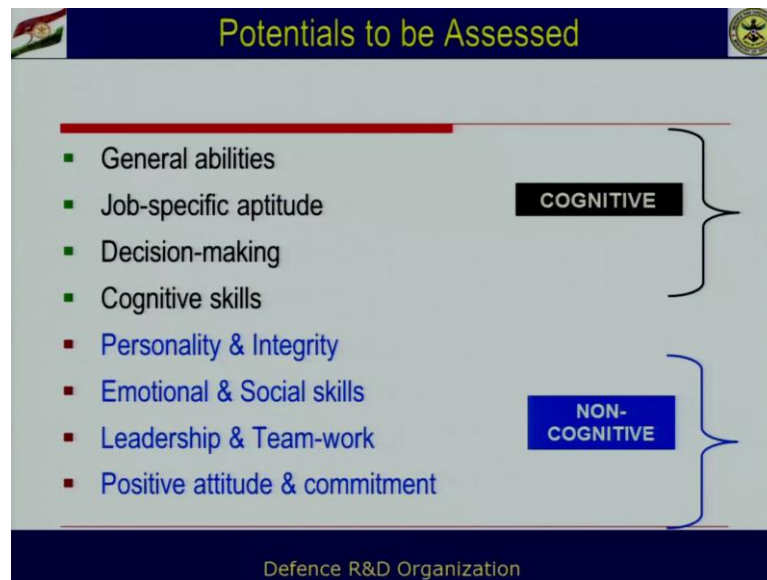 Potentials to be Assessed
General abilities
Job-specific aptitude
COGNITIVE
Decision-making
Cognitive skills
Personality & Integrity
Emotional & Social skills
NON-
COGNITIVE
Leadership & Team-work
Positive attitude & commitment
Defence R&D Organization